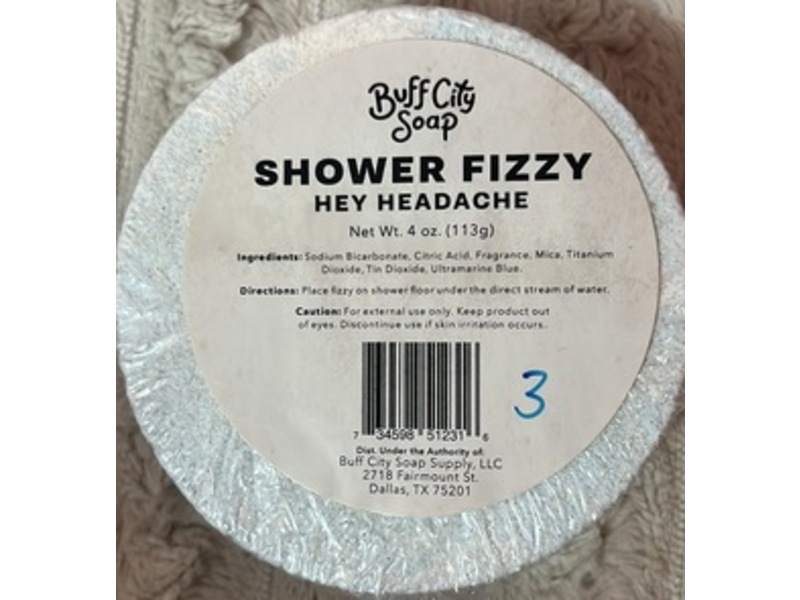 Buff City
Soap
SHOWER FIZZY
HEY HEADACHE
Net Wt. 4 oz. (113g)
Ingredients: Sodium Bicarbonate, Citric Acid, Fragrance, Mica, Titanium
Dioxide, Tin Dioxide, Ultramarine Blue.
Directions: Place fizzy on shower floor under the direct stream of water.
Caution: For external use only. Keep product out
of eyes. Discontinue use if skin irritation occurs.
3
7 34598 51231 6
Dist. Under the Authority of:
Buff City Soap Supply, LLC
2718 Fairmount St.
Dallas, TX 75201